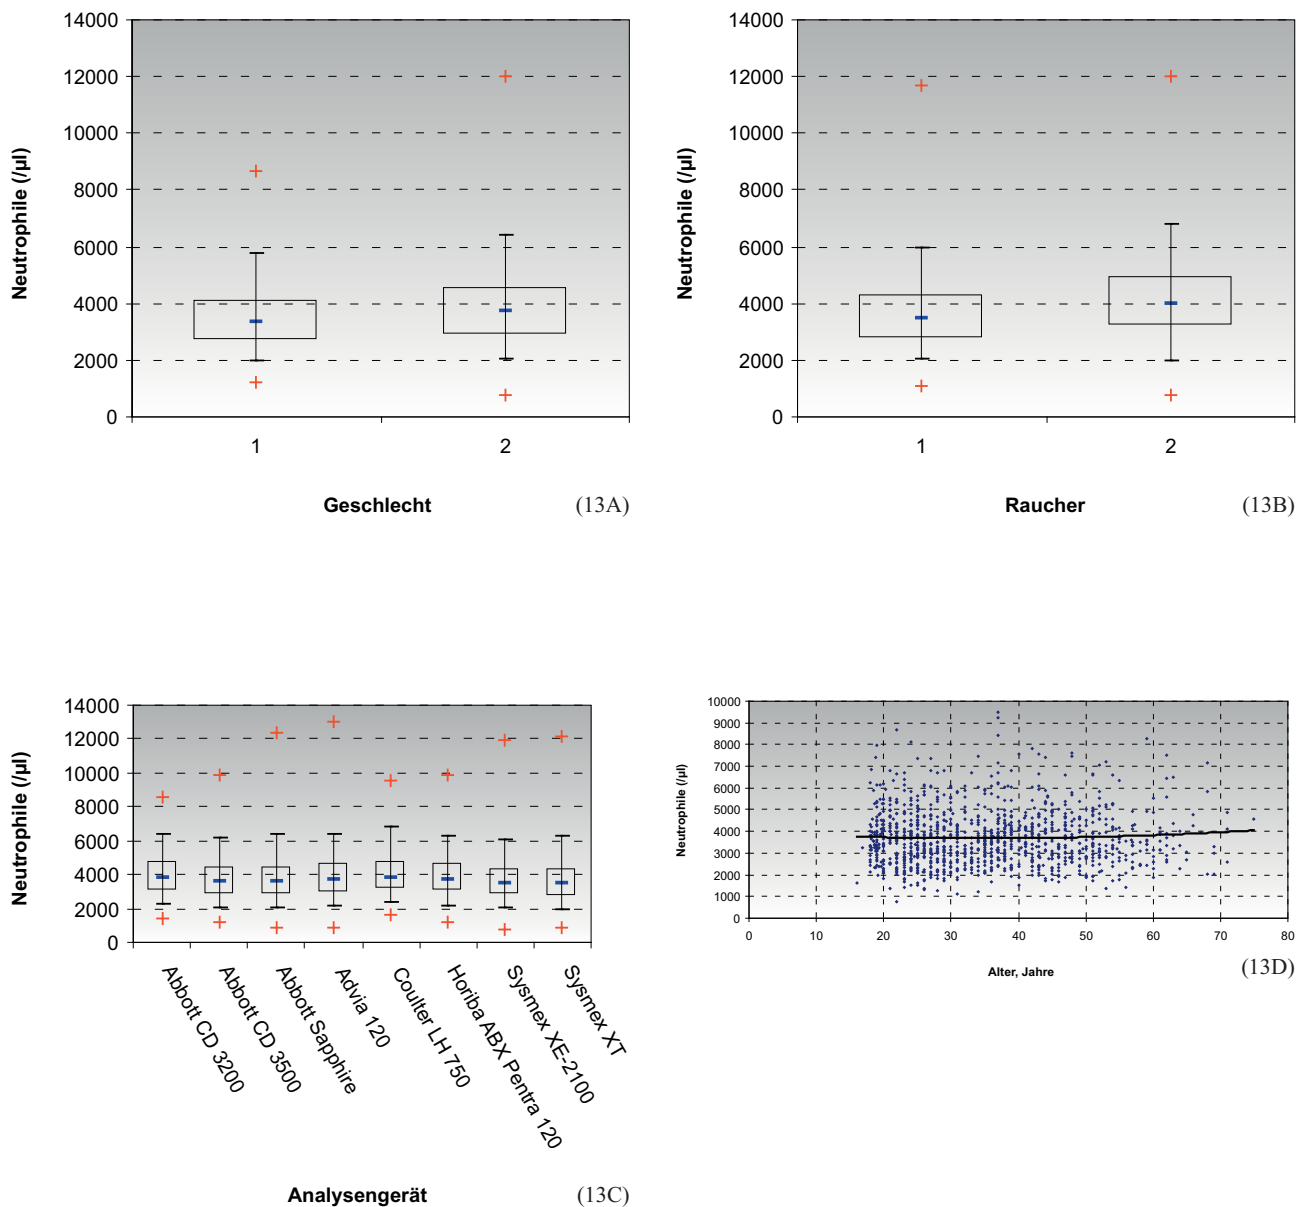 14000
12000
10000
8000
6000
4000
2000
0
Neutrophile (/µl)
1 2
Geschlecht (13A)
14000
12000
10000
8000
6000
4000
2000
0
Neutrophile (/µl)
1 2
Raucher (13B)
14000
12000
10000
8000
6000
4000
2000
0
Neutrophile (/µl)
Abbott CD 3200
Abbott CD 3500
Abbott Sapphire
Advia 120
Coulter LH 750
Horiba ABX Pentra 120
Sysmex XE-2100
Sysmex XT
Analysengerät (13C)
10000
9000
8000
7000
6000
5000
4000
3000
2000
1000
0
Neutrophile (/µl)
0 10 20 30 40 50 60 70 80
Alter, Jahre (13D)